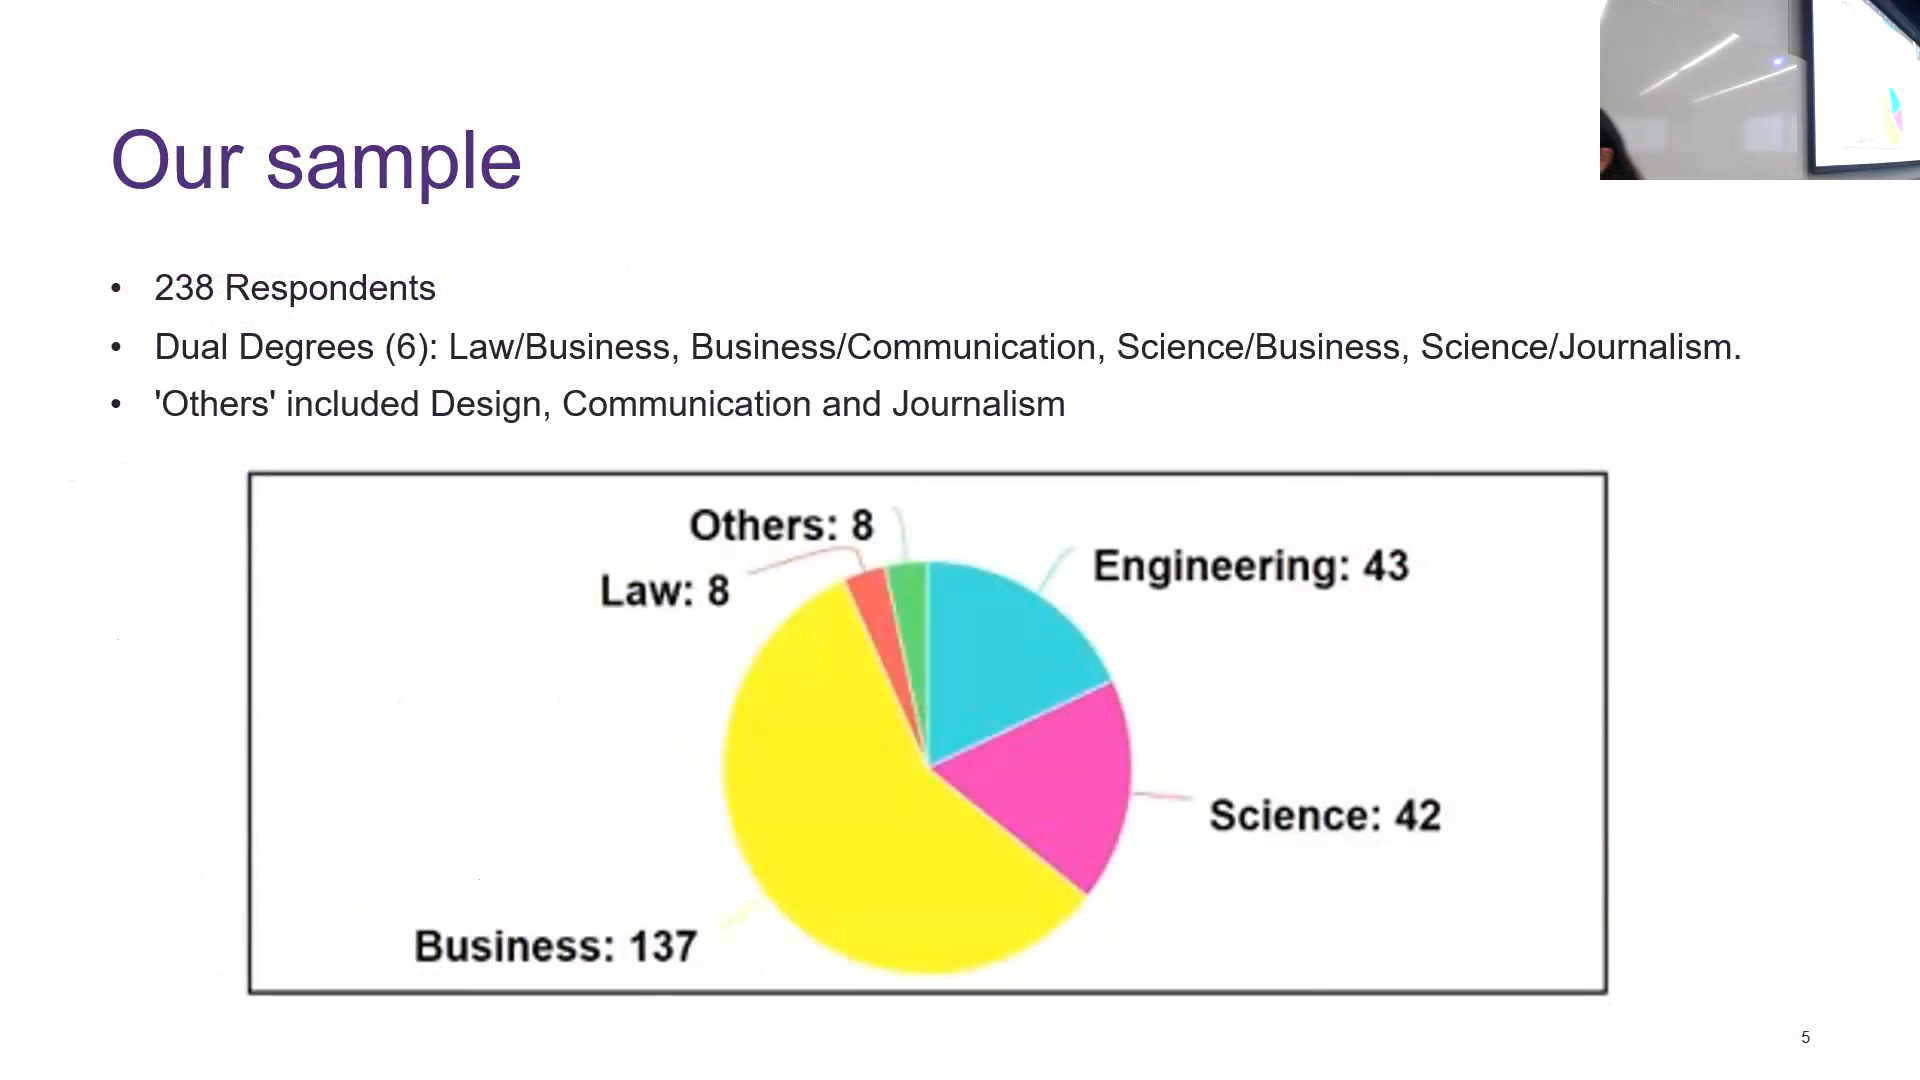 Our sample
• 238 Respondents
• Dual Degrees (6): Law/Business, Business/Communication, Science/Business, Science/Journalism.
• 'Others' included Design, Communication and Journalism
Others: 8
Engineering: 43
Law: 8
Science: 42
Business: 137
5